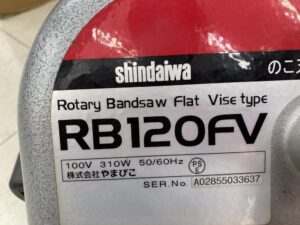 shindaiwa
のこ
Rotary Bandsaw Flat Vise type
RB120FV
100V 310W 50/60Hz
PS
E
株式会社やまびこ
SER.No. A02855033637